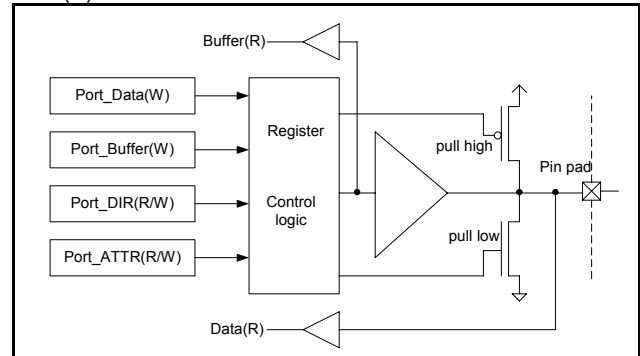 Buffer(R)
Port_Data(W)
Port_Buffer(W)
Port_DIR(R/W)
Port_ATTR(R/W)
Register
Control
logic
pull high
Pin pad
pull low
Data(R)